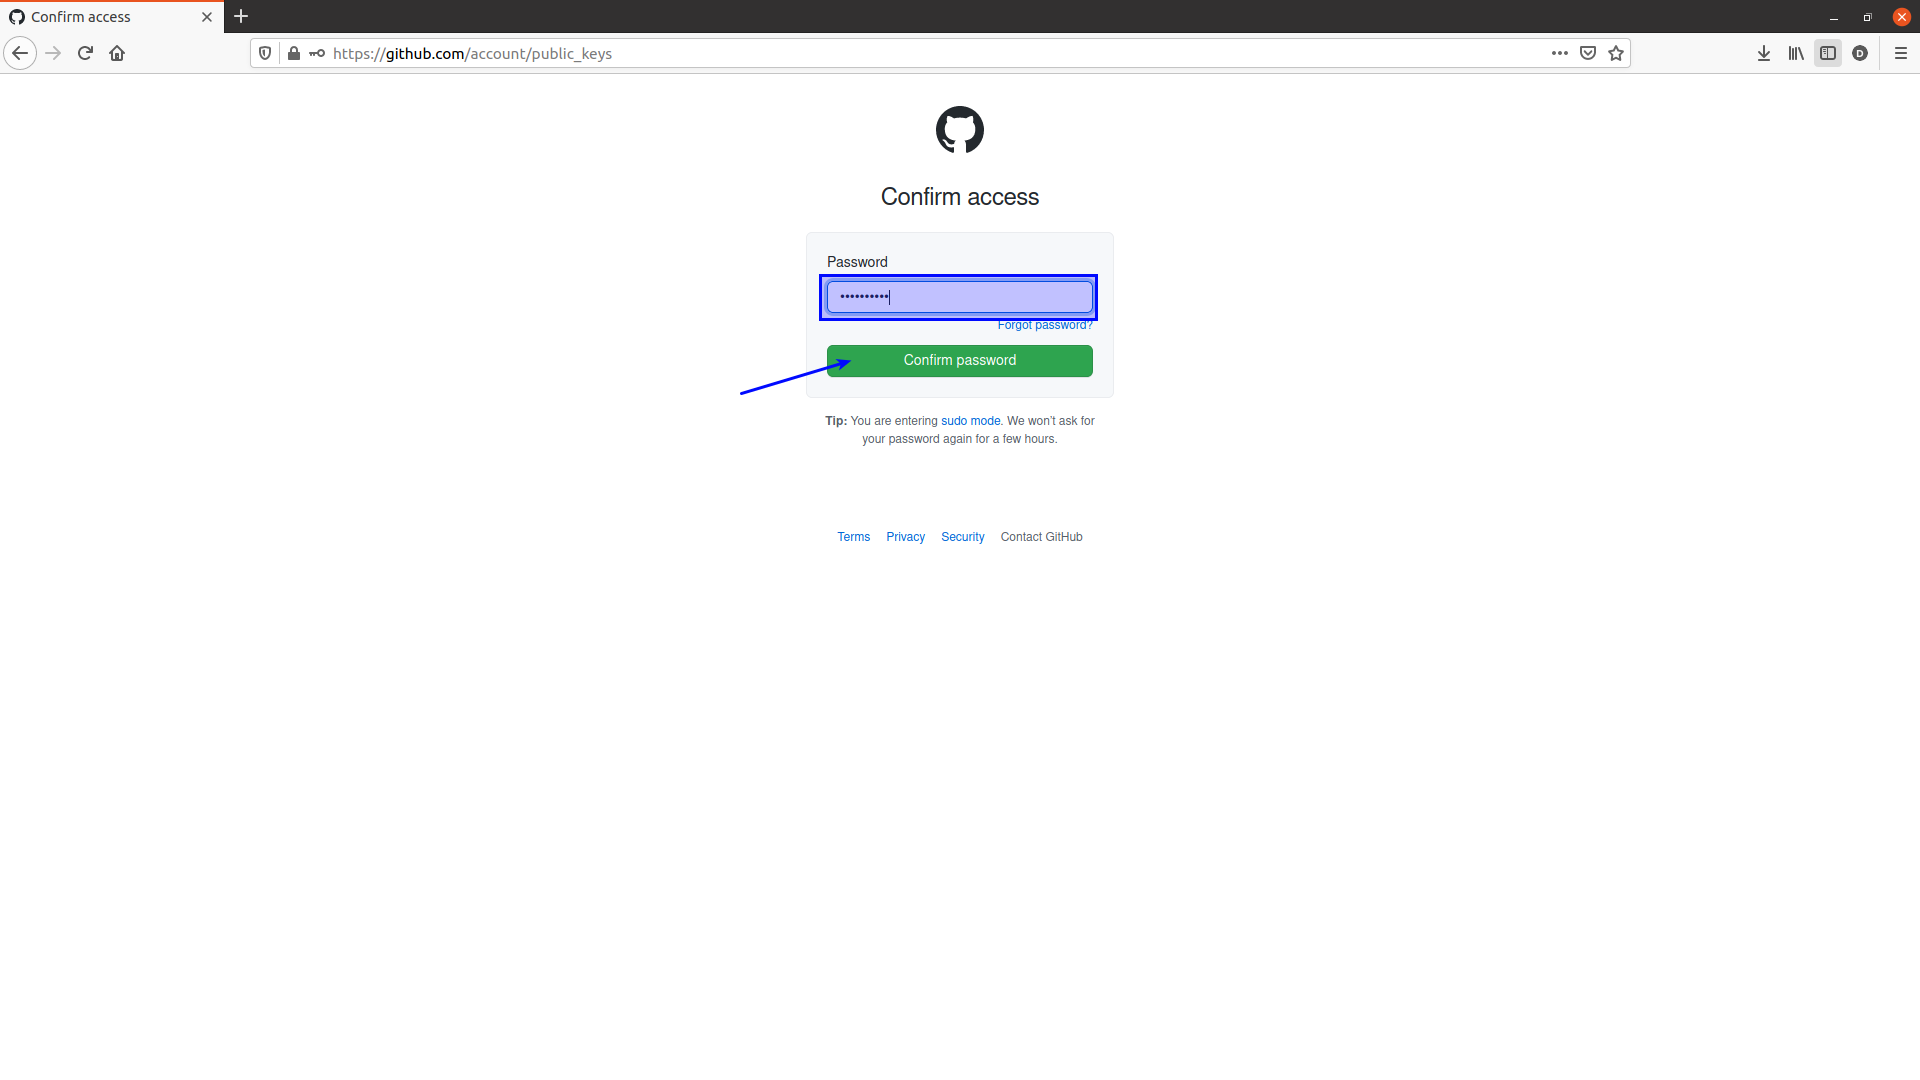 Confirm access
https://github.com/account/public_keys
D
Confirm access
Password
••••••••••
Forgot password?
Confirm password
Tip: You are entering sudo mode. We won't ask for
your password again for a few hours.
Terms Privacy Security Contact GitHub